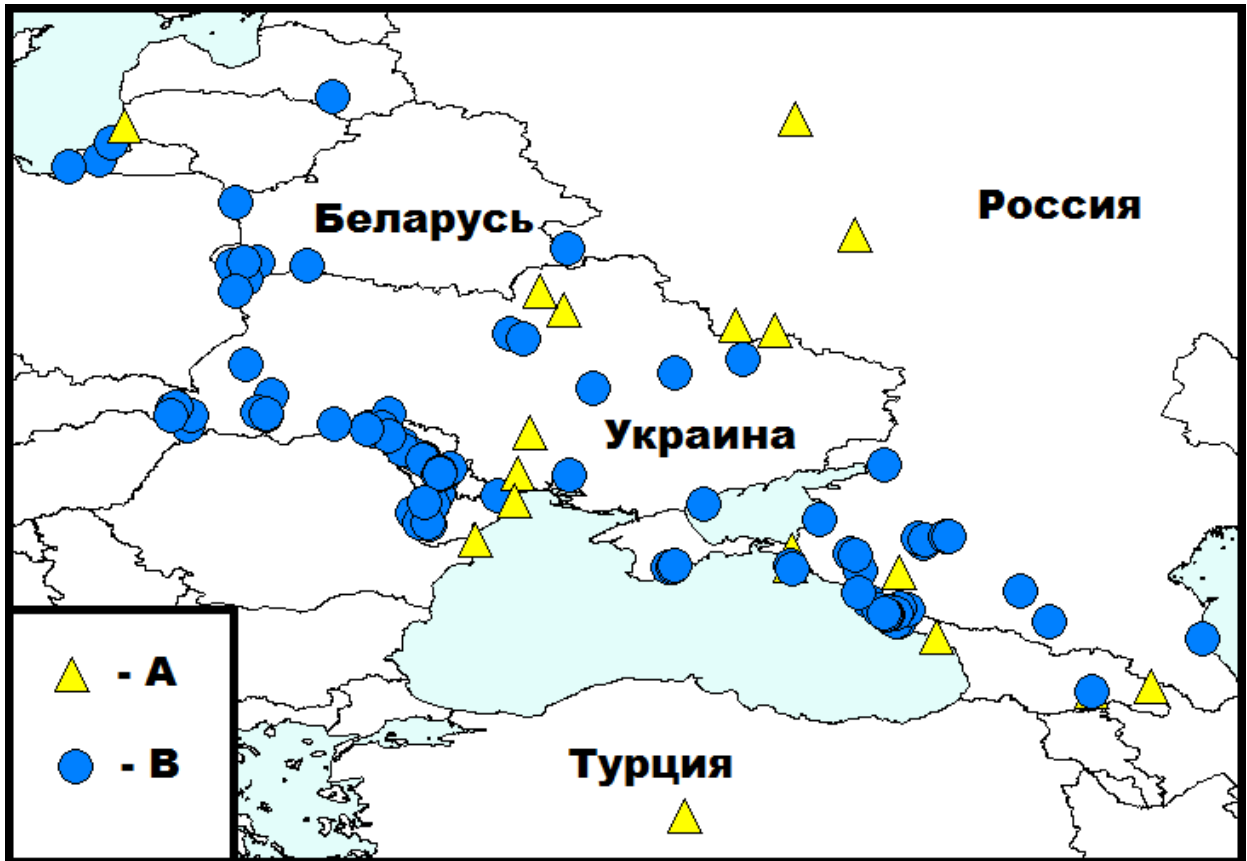 Россия
Беларусь
Украина
Турция
- A
- B